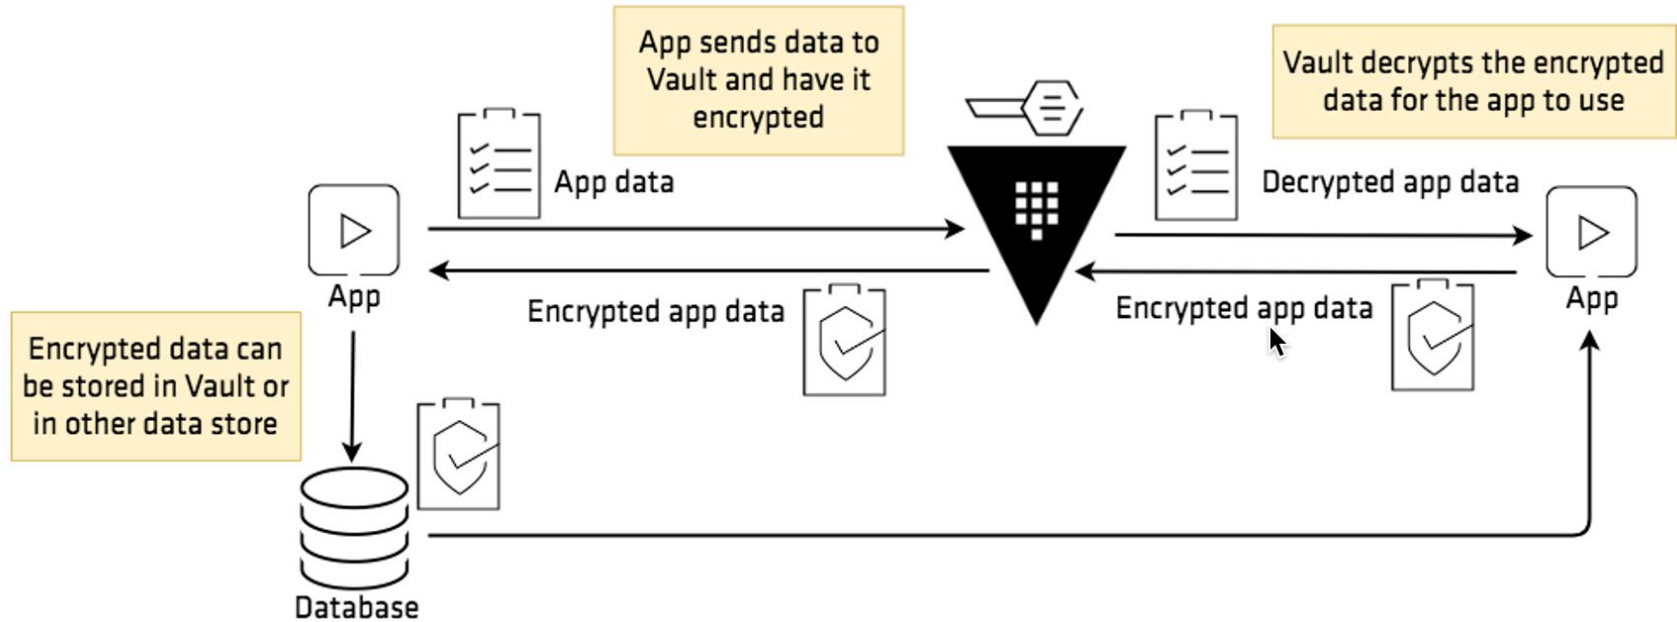 App sends data to
Vault and have it
encrypted
Vault decrypts the encrypted
data for the app to use
App data
Decrypted app data
App
Encrypted app data
Encrypted app data
App
Encrypted data can
be stored in Vault or
in other data store
Database